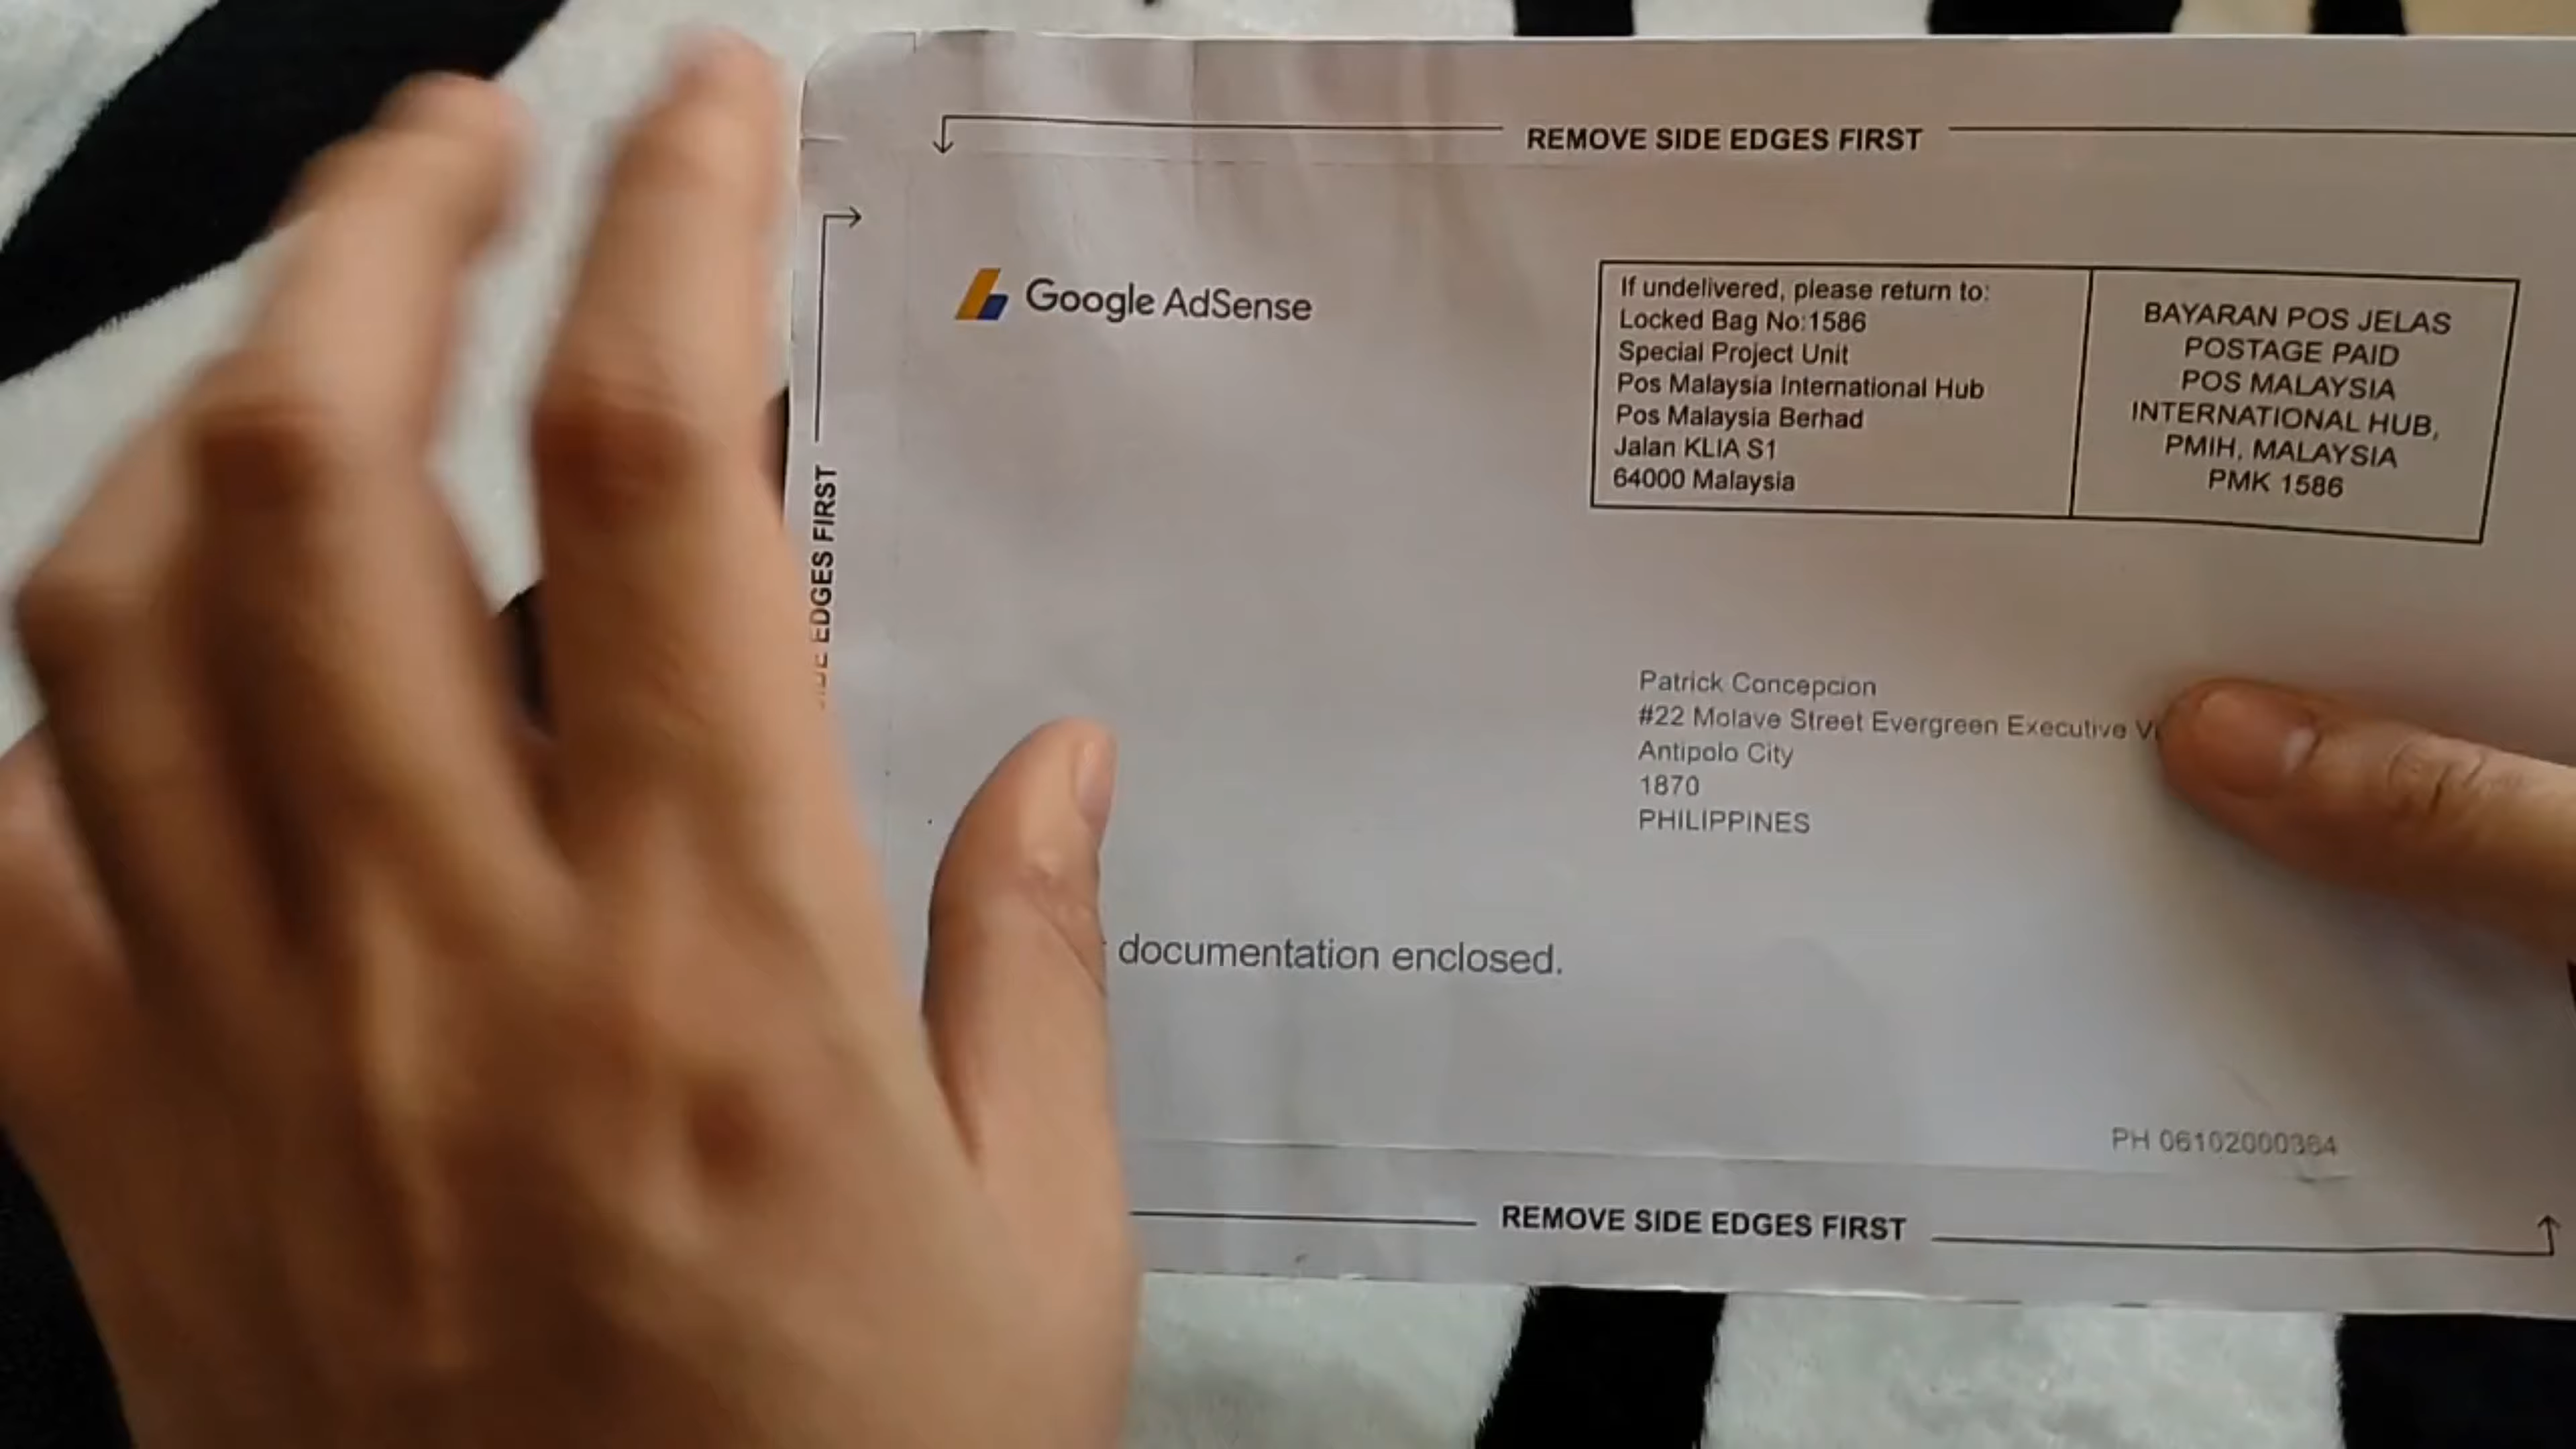 REMOVE SIDE EDGES FIRST
Google AdSense
If undelivered, please return to:
Locked Bag No:1586
Special Project Unit
Pos Malaysia International Hub
Pos Malaysia Berhad
Jalan KLIA S1
64000 Malaysia
BAYARAN POS JELAS
POSTAGE PAID
POS MALAYSIA
INTERNATIONAL HUB,
PMIH, MALAYSIA
PMK 1586
EDGES FIRST
Patrick Concepcion
#22 Molave Street Evergreen Executive
Antipolo City
1870
PHILIPPINES
documentation enclosed.
PH 06102000364
REMOVE SIDE EDGES FIRST